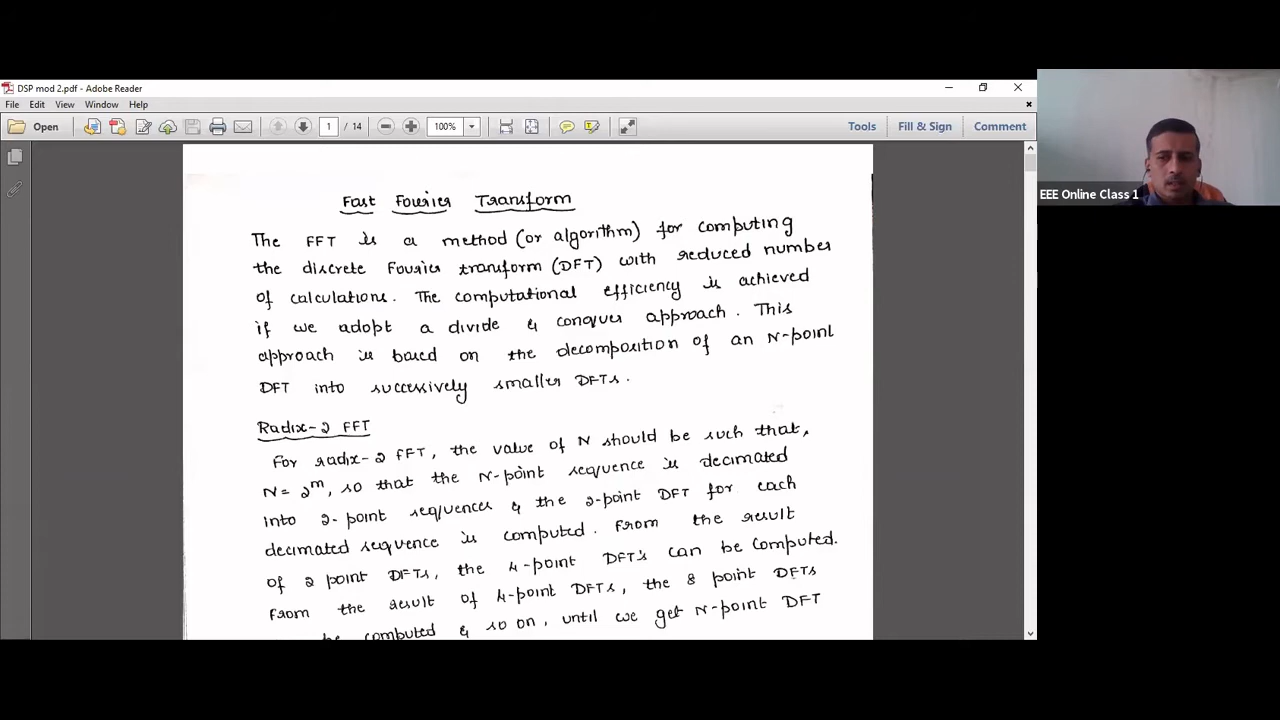 DSP mod 2.pdf - Adobe Reader
File Edit View Window Help
Open 1 / 14 100% Tools Fill & Sign Comment
EEE Online Class 1
Fast Fourier Transform
The FFT is a method (or algorithm) for computing
the discrete Fourier transform (DFT) with reduced number
of calculations. The computational efficiency is achieved
if we adopt a divide & conquer approach. This
approach is based on the decomposition of an N-point
DFT into successively smaller DFTs.
Radix-2 FFT
For radix-2 FFT, the value of N should be such that,
N = 2^m, so that the N-point sequence is decimated
into 2-point sequences & the 2-point DFT for each
decimated sequence is computed. From the result
of 2 point DFTs, the 4-point DFT's can be computed.
From the result of 4-point DFTs, the 8 point DFTs
be computed & so on, until we get N-point DFT